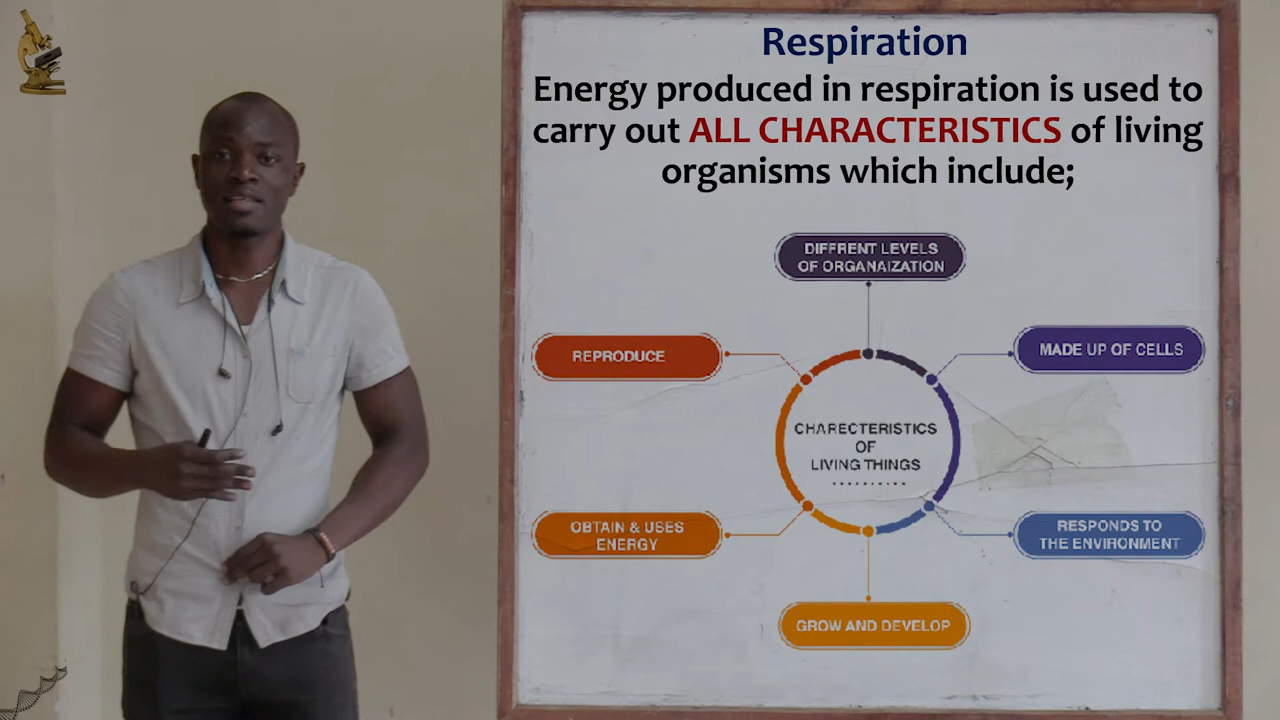 Respiration
Energy produced in respiration is used to
carry out ALL CHARACTERISTICS of living
organisms which include;
DIFFRENT LEVELS
OF ORGANAIZATION
REPRODUCE
MADE UP OF CELLS
CHARECTERISTICS
OF
LIVING THINGS
OBTAIN & USES
ENERGY
RESPONDS TO
THE ENVIRONMENT
GROW AND DEVELOP